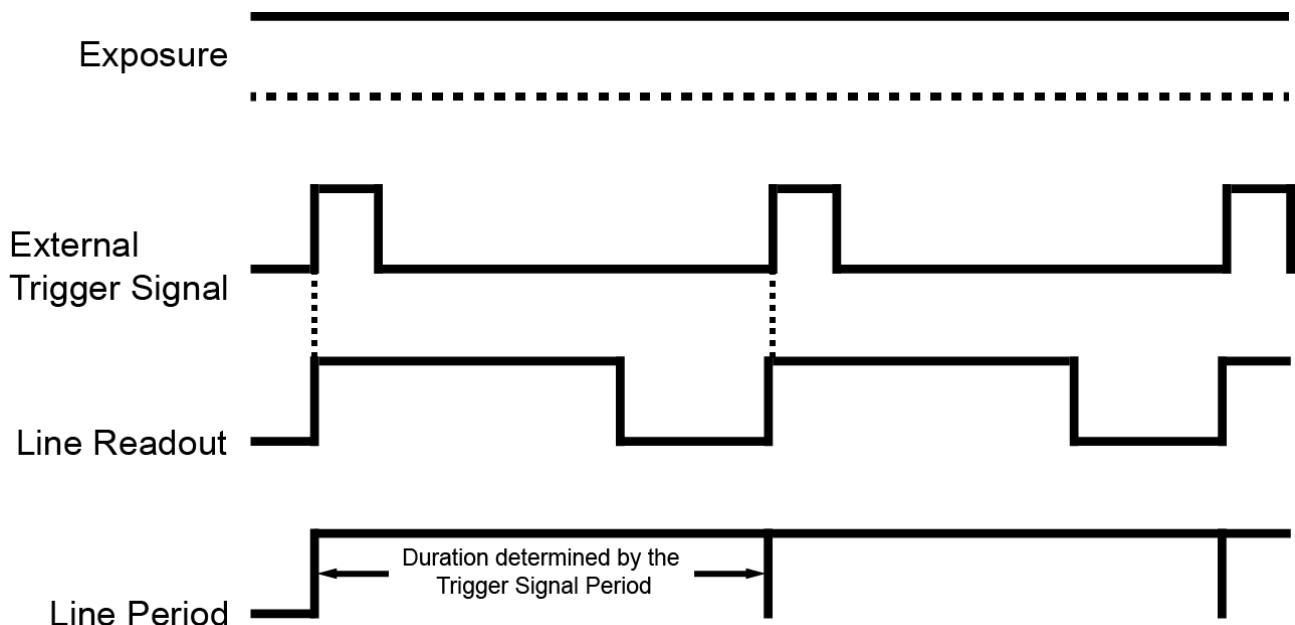 Exposure
External
Trigger Signal
Line Readout
Duration determined by the
Trigger Signal Period
Line Period